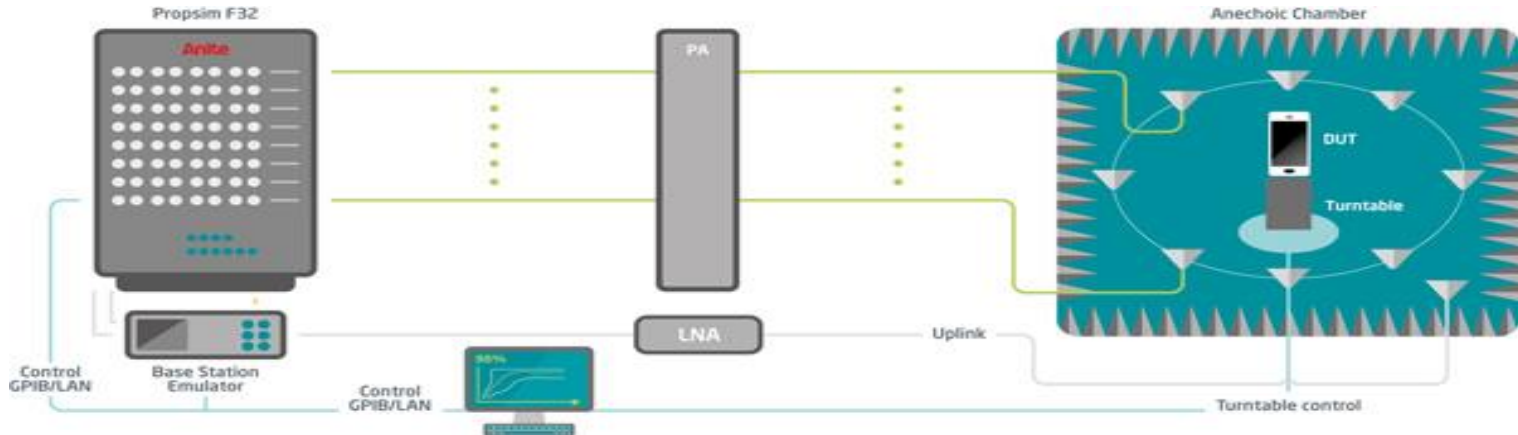 Propsim F32
Anechoic Chamber
Anite
PA
DUT
Turntable
LNA
Uplink
Control
GPIB/LAN
Base Station
Emulator
98%
Control
GPIB/LAN
Turntable control